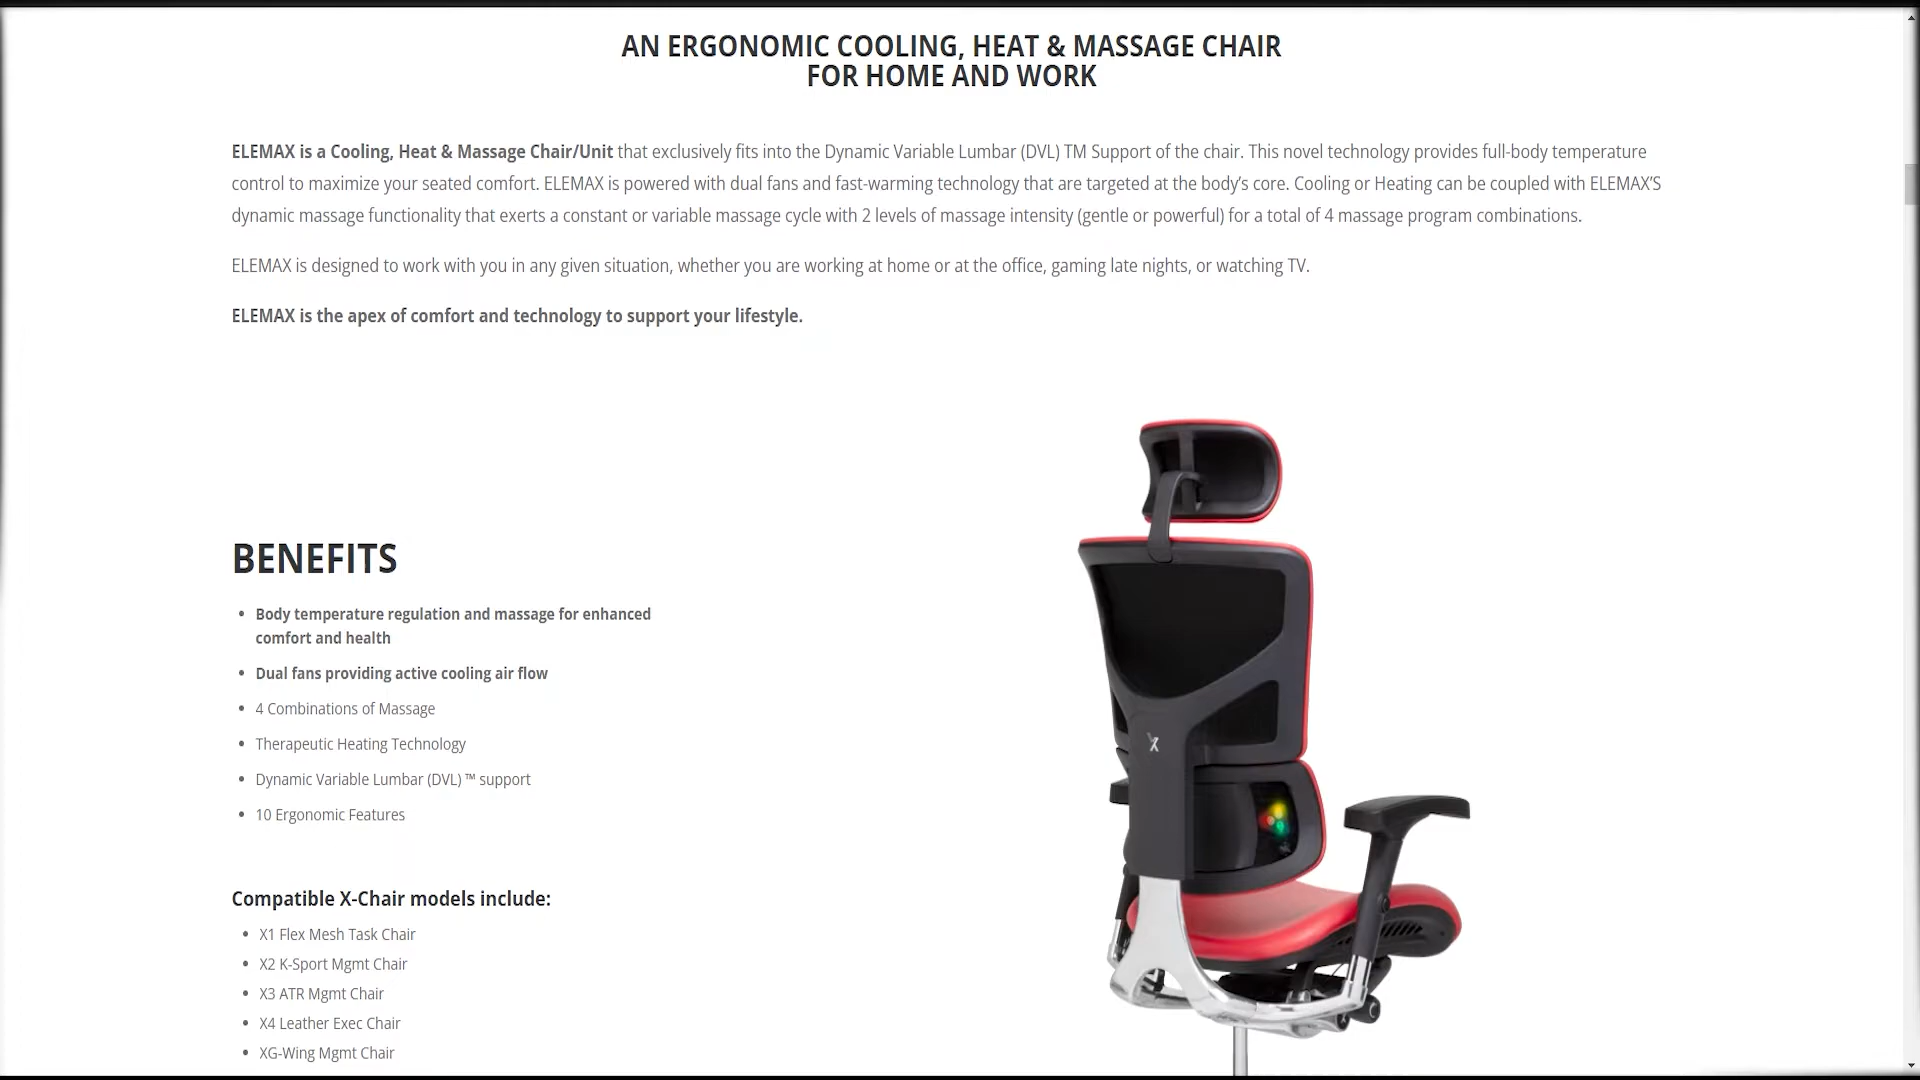 AN ERGONOMIC COOLING, HEAT & MASSAGE CHAIR
FOR HOME AND WORK
ELEMAX is a Cooling, Heat & Massage Chair/Unit that exclusively fits into the Dynamic Variable Lumbar (DVL) TM Support of the chair. This novel technology provides full-body temperature
control to maximize your seated comfort. ELEMAX is powered with dual fans and fast-warming technology that are targeted at the body’s core. Cooling or Heating can be coupled with ELEMAX’S
dynamic massage functionality that exerts a constant or variable massage cycle with 2 levels of massage intensity (gentle or powerful) for a total of 4 massage program combinations.
ELEMAX is designed to work with you in any given situation, whether you are working at home or at the office, gaming late nights, or watching TV.
ELEMAX is the apex of comfort and technology to support your lifestyle.
BENEFITS
• Body temperature regulation and massage for enhanced
comfort and health
• Dual fans providing active cooling air flow
• 4 Combinations of Massage
• Therapeutic Heating Technology
• Dynamic Variable Lumbar (DVL) ™ support
• 10 Ergonomic Features
Compatible X-Chair models include:
• X1 Flex Mesh Task Chair
• X2 K-Sport Mgmt Chair
• X3 ATR Mgmt Chair
• X4 Leather Exec Chair
• XG-Wing Mgmt Chair
X